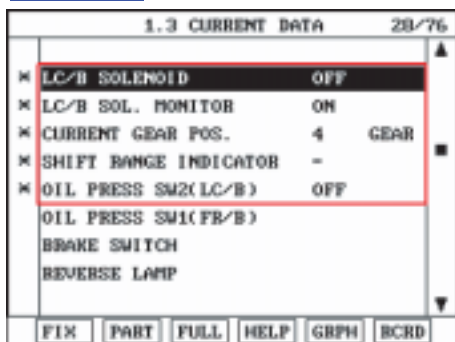 1.3 CURRENT DATA 28/76
LC/B SOLENOID OFF
LC/B SOL. MONITOR ON
CURRENT GEAR POS. 4 GEAR
SHIFT RANGE INDICATOR -
OIL PRESS SW2(LC/B) OFF
OIL PRESS SW1(FR/B)
BRAKE SWITCH
REVERSE LAMP
FIX PART FULL HELP GRPH RCRD